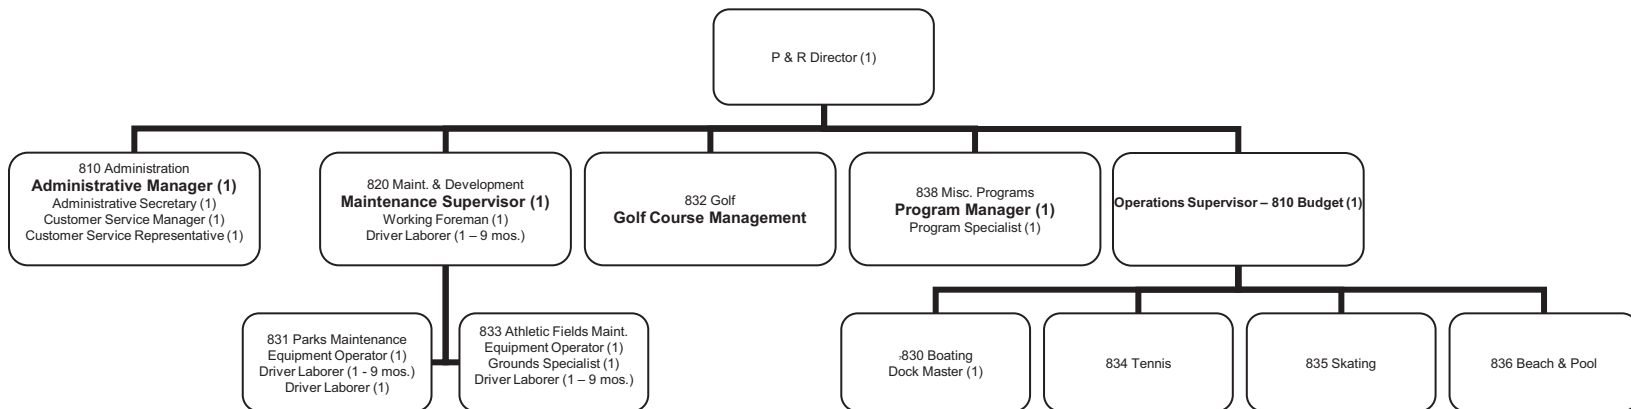 P & R Director (1)
810 Administration
Administrative Manager (1)
Administrative Secretary (1)
Customer Service Manager (1)
Customer Service Representative (1)
820 Maint. & Development
Maintenance Supervisor (1)
Working Foreman (1)
Driver Laborer (1 – 9 mos.)
832 Golf
Golf Course Management
838 Misc. Programs
Program Manager (1)
Program Specialist (1)
Operations Supervisor – 810 Budget (1)
831 Parks Maintenance
Equipment Operator (1)
Driver Laborer (1 - 9 mos.)
Driver Laborer (1)
833 Athletic Fields Maint.
Equipment Operator (1)
Grounds Specialist (1)
Driver Laborer (1 – 9 mos.)
830 Boating
Dock Master (1)
834 Tennis
835 Skating
836 Beach & Pool